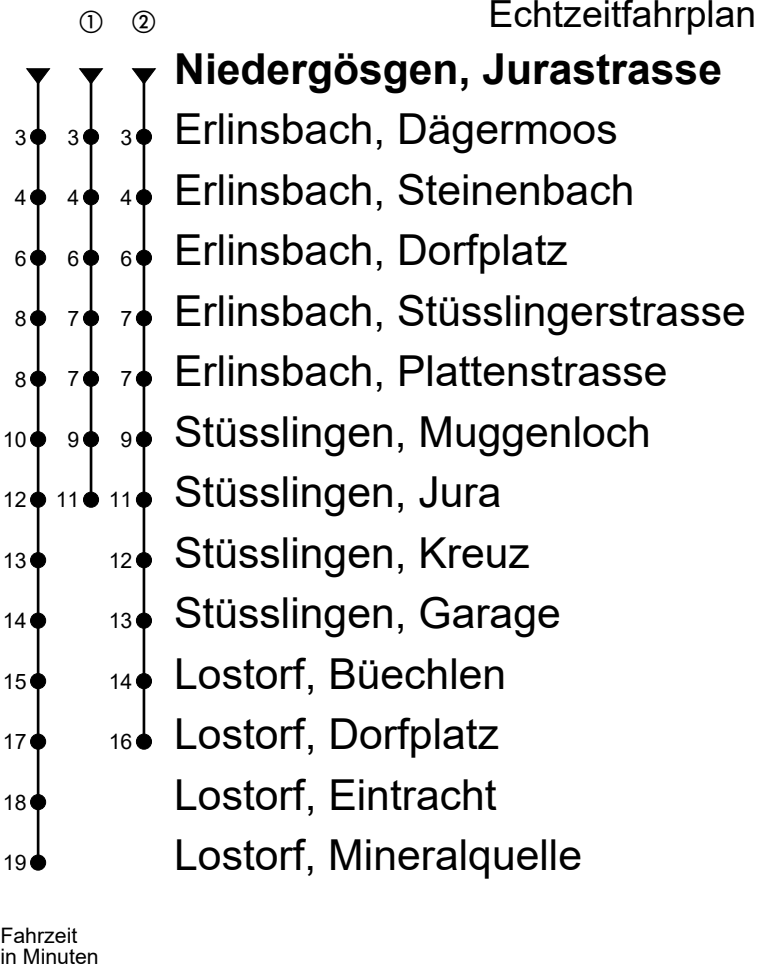 Echtzeitfahrplan
① ②
Niedergösgen, Jurastrasse
3 3 3 Erlinsbach, Dägermoos
4 4 4 Erlinsbach, Steinenbach
6 6 6 Erlinsbach, Dorfplatz
8 7 7 Erlinsbach, Stüsslingerstrasse
8 7 7 Erlinsbach, Plattenstrasse
10 9 9 Stüsslingen, Muggenloch
12 11 11 Stüsslingen, Jura
13 12 Stüsslingen, Kreuz
14 13 Stüsslingen, Garage
15 14 Lostorf, Büechlen
17 16 Lostorf, Dorfplatz
18 Lostorf, Eintracht
19 Lostorf, Mineralquelle
Fahrzeit
in Minuten